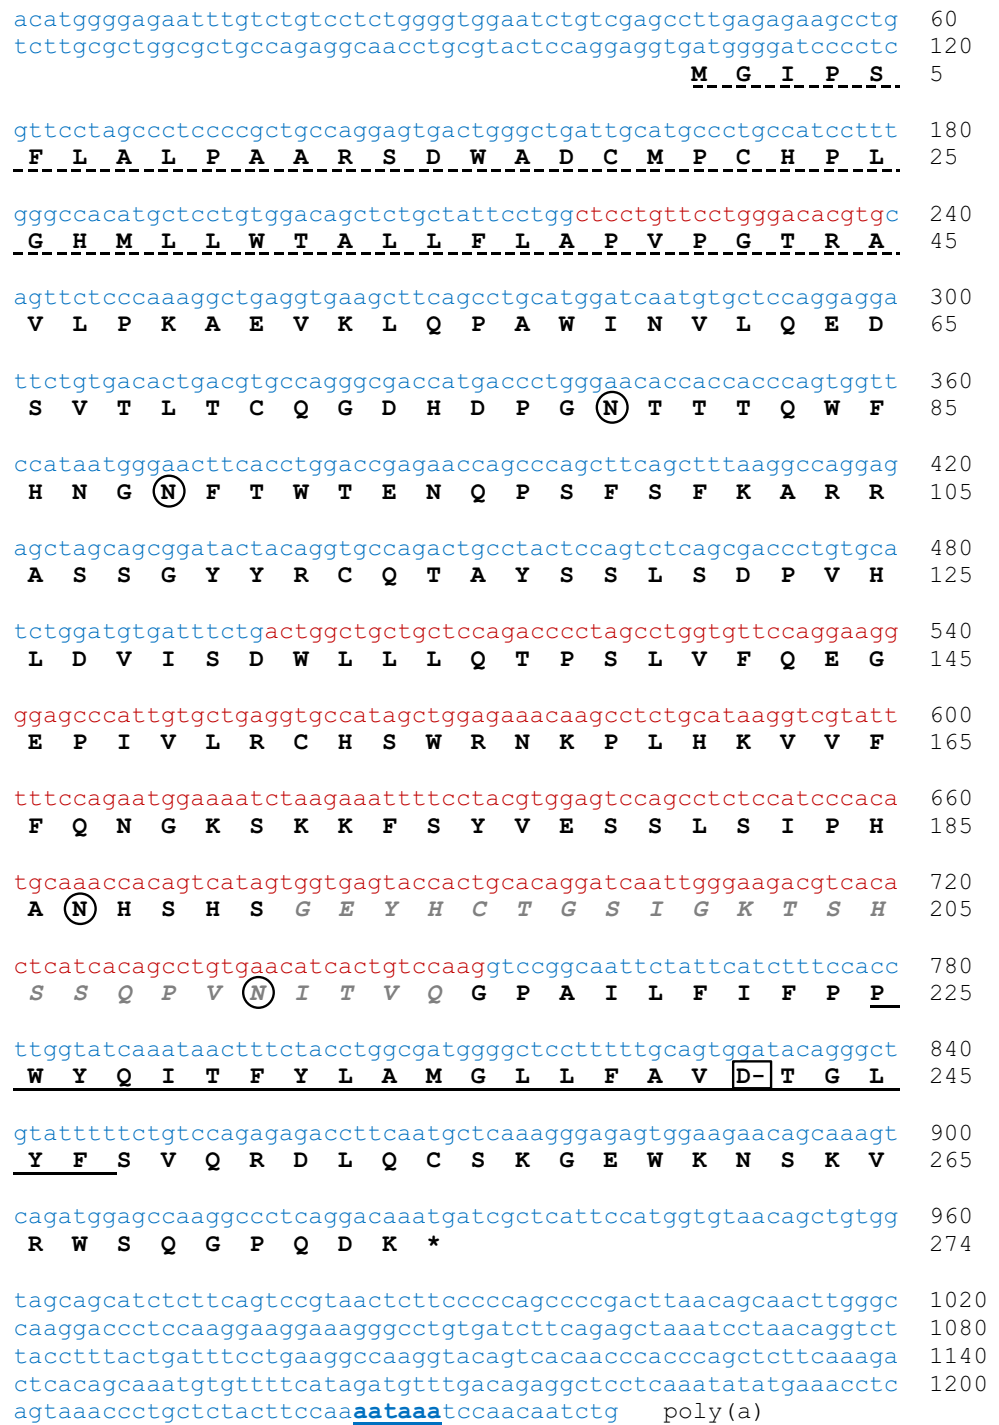 acatggggagaatttgtctgtcctctggggtggaatctgtcgagccttgagagaagcctg 60
tcttgcgctggcgctgccagaggcaacctgcgtactccaggaggtgatggggatcccctc 120
M G I P S 5
gttcctagccctccccgctgccaggagtgactgggctgattgcatgccctgccatccttt 180
F L A L P A A R S D W A D C M P C H P L 25
gggccacatgctcctgtggacagctctgctattcctggctcctgttcctgggacacgtgc 240
G H M L L W T A L L F L A P V P G T R A 45
agttctcccaaaggctgaggtgaagcttcagcctgcatggatcaatgtgctccaggagga 300
V L P K A E V K L Q P A W I N V L Q E D 65
ttctgtgacactgacgtgccagggcgaccatgaccctgggaacaccaccacccagtggtt 360
S V T L T C Q G D H D P G N T T T Q W F 85
ccataatgggaacttcacctggaccgagaaccagcccagcttcagctttaaggccaggag 420
H N G N F T W T E N Q P S F S F K A R R 105
agctagcagcggatactacaggtgccagactgcctactccagtctcagcgaccctgtgca 480
A S S G Y Y R C Q T A Y S S L S D P V H 125
tctggatgtgatttctgactggctgctgctccagacccctagcctggtgttccaggaagg 540
L D V I S D W L L L Q T P S L V F Q E G 145
ggagcccattgtgctgaggtgccatagctggagaaacaagcctctgcataaggtcgtatt 600
E P I V L R C H S W R N K P L H K V V F 165
tttccagaatggaaaatctaagaaattttcctacgtggagtccagcctctccatcccaca 660
F Q N G K S K K F S Y V E S S L S I P H 185
tgcaaaccacagtcatagtggtgagtaccactgcacaggatcaattgggaagacgtcaca 720
A N H S H S G E Y H C T G S I G K T S H 205
ctcatcacagcctgtgaacatcactgtccaaggtccggcaattctattcatctttccacc 780
S S Q P V N I T V Q G P A I L F I F P P 225
ttggtatcaaataactttctacctggcgatggggctcctttttgcagtggatacagggct 840
W Y Q I T F Y L A M G L L F A V D- T G L 245
gtatttttctgtccagagagaccttcaatgctcaaagggagagtggaagaacagcaaagt 900
Y F S V Q R D L Q C S K G E W K N S K V 265
cagatggagccaaggccctcaggacaaatgatcgctcattccatggtgtaacagctgtgg 960
R W S Q G P Q D K * 274
tagcagcatctcttcagtccgtaactcttcccccagccccgacttaacagcaacttgggc 1020
caaggaccctccaaggaaggaaagggcctgtgatcttcagagctaaatcctaacaggtct 1080
tacctttactgatttcctgaaggccaaggtacagtcacaacccacccagctcttcaaaga 1140
ctcacagcaaatgtgttttcatagatgtttgacagaggctcctcaaatatatgaaacctc 1200
agtaaaccctgctctacttccaaaataaatccaacaatctg poly(a)